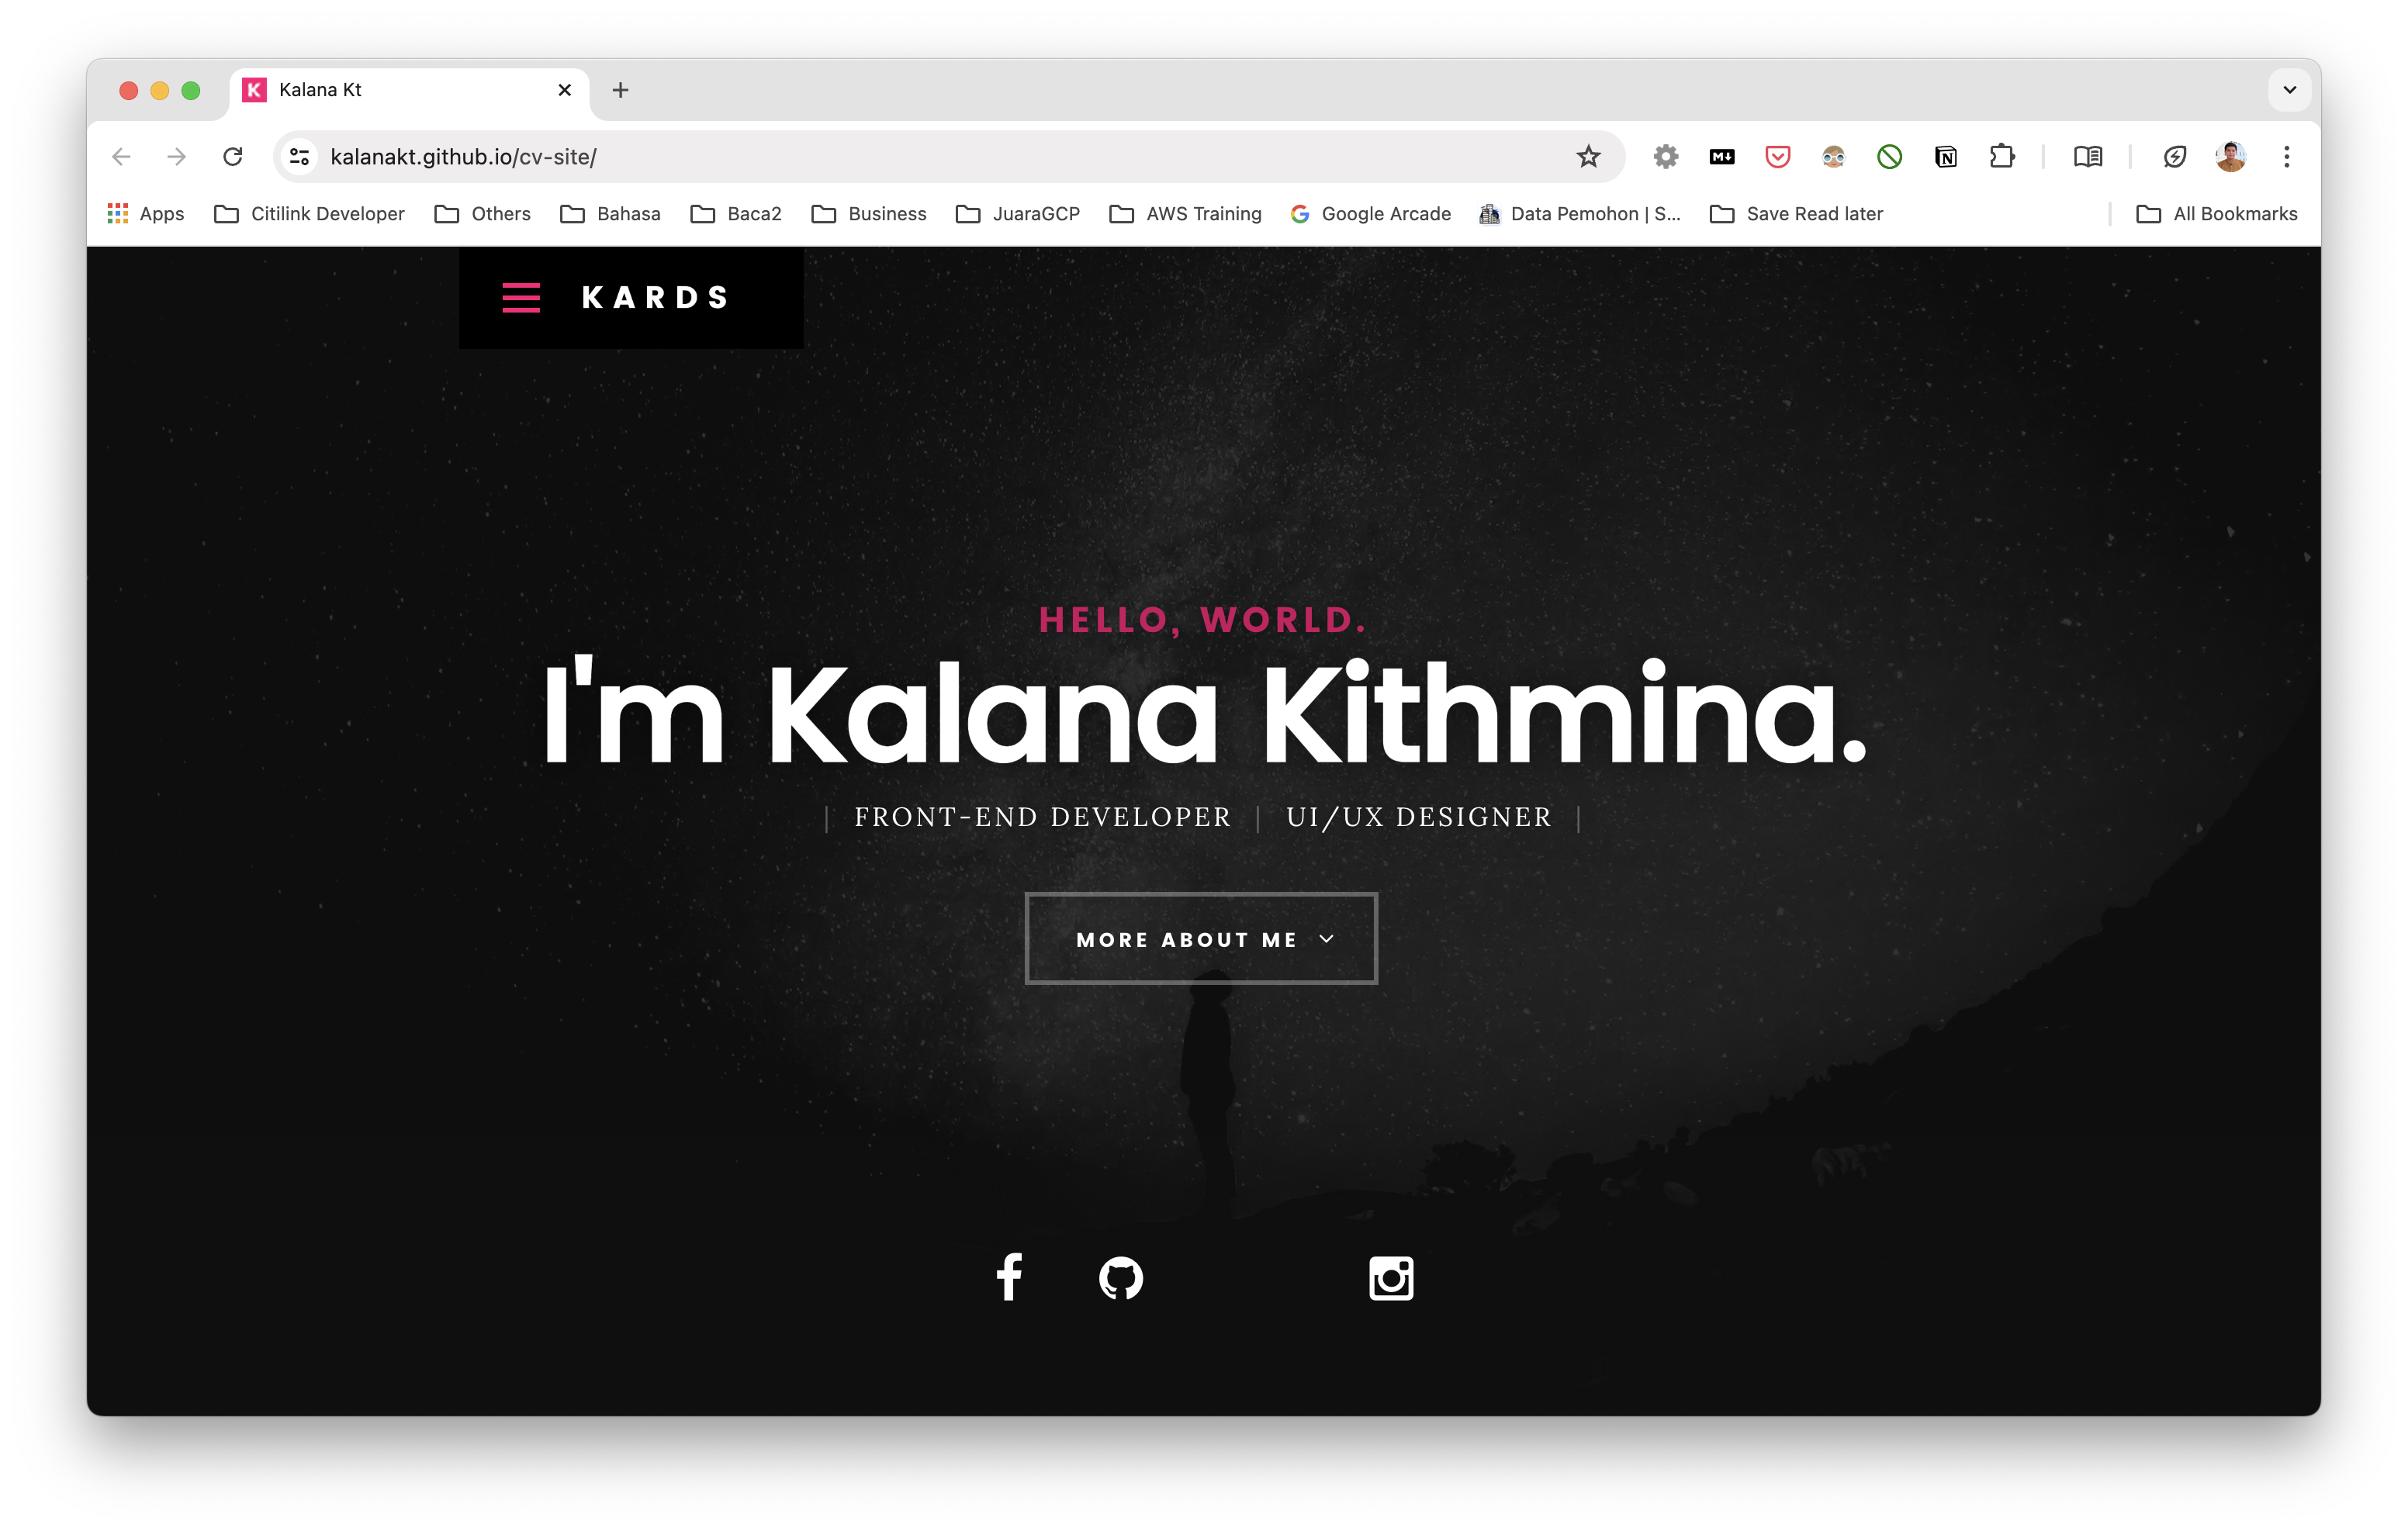 Kalana Kt
kalanakt.github.io/cv-site/
Apps Citilink Developer Others Bahasa Baca2 Business JuaraGCP AWS Training Google Arcade Data Pemohon | S... Save Read later All Bookmarks
KARDS
HELLO, WORLD.
I'm Kalana Kithmina.
| FRONT-END DEVELOPER | UI/UX DESIGNER |
MORE ABOUT ME